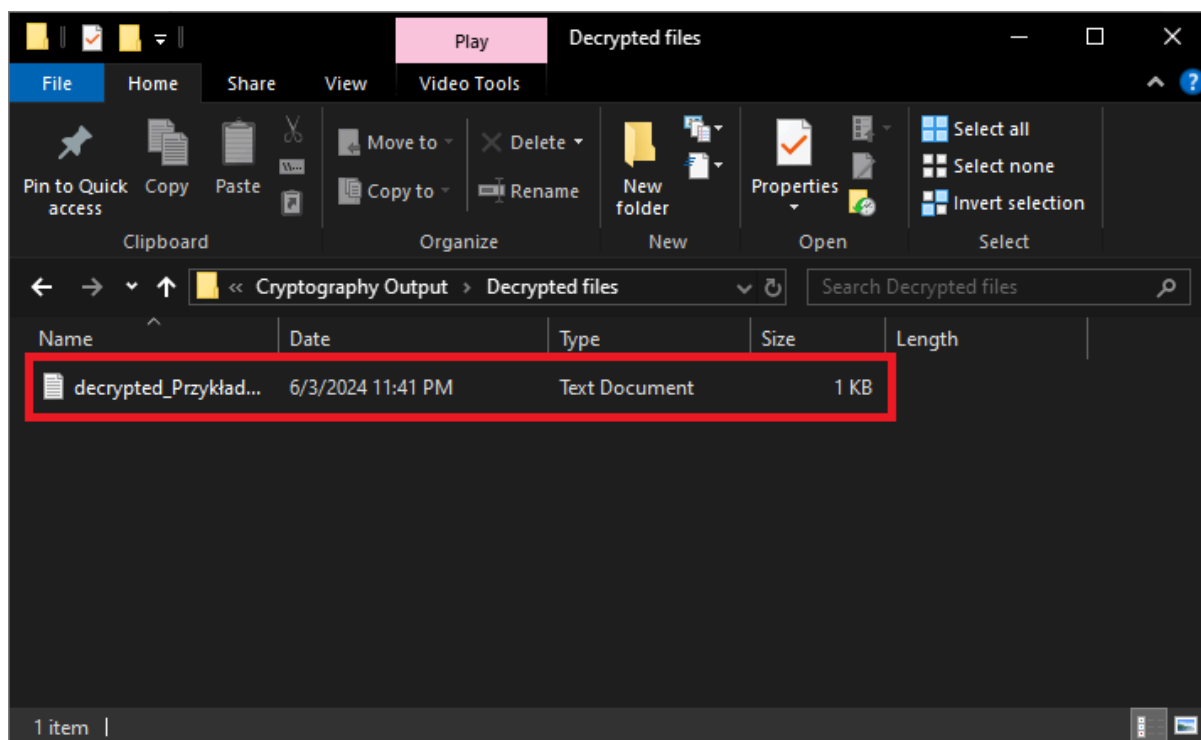 Play Decrypted files
File Home Share View Video Tools ?
Pin to Quick access Copy Paste Move to Copy to Delete Rename New folder Properties Select all Select none Invert selection
Clipboard Organize New Open Select
« Cryptography Output > Decrypted files Search Decrypted files
Name Date Type Size Length
decrypted_Przykład... 6/3/2024 11:41 PM Text Document 1 KB
1 item